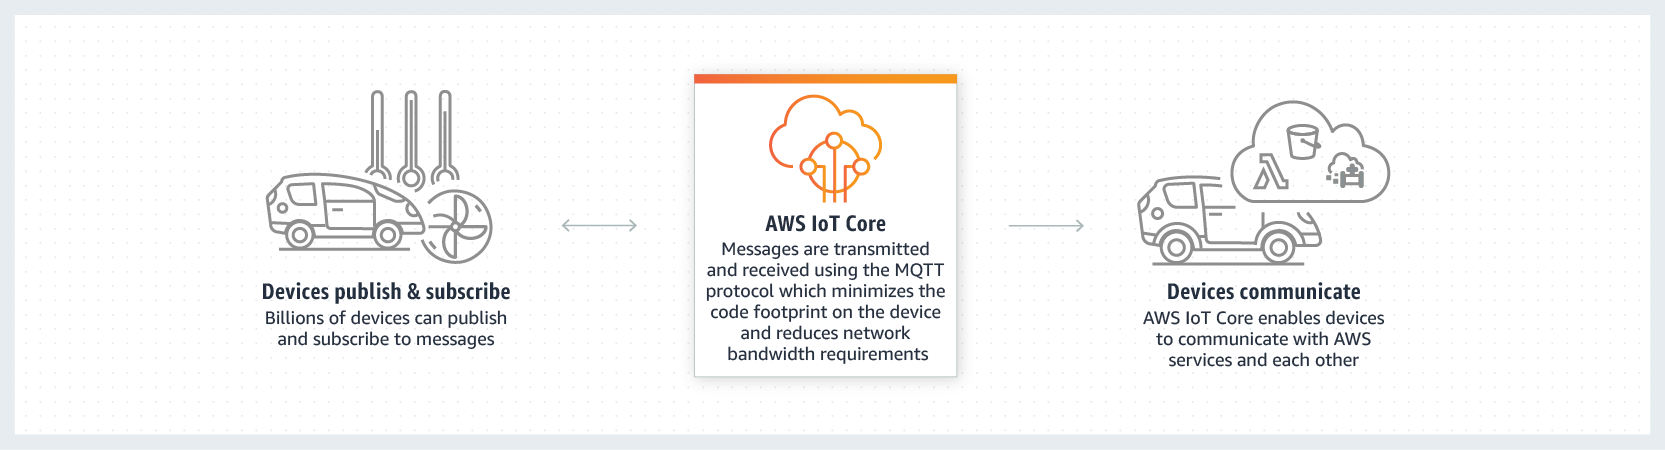 Devices publish & subscribe
Billions of devices can publish
and subscribe to messages
AWS IoT Core
Messages are transmitted
and received using the MQTT
protocol which minimizes the
code footprint on the device
and reduces network
bandwidth requirements
Devices communicate
AWS IoT Core enables devices
to communicate with AWS
services and each other